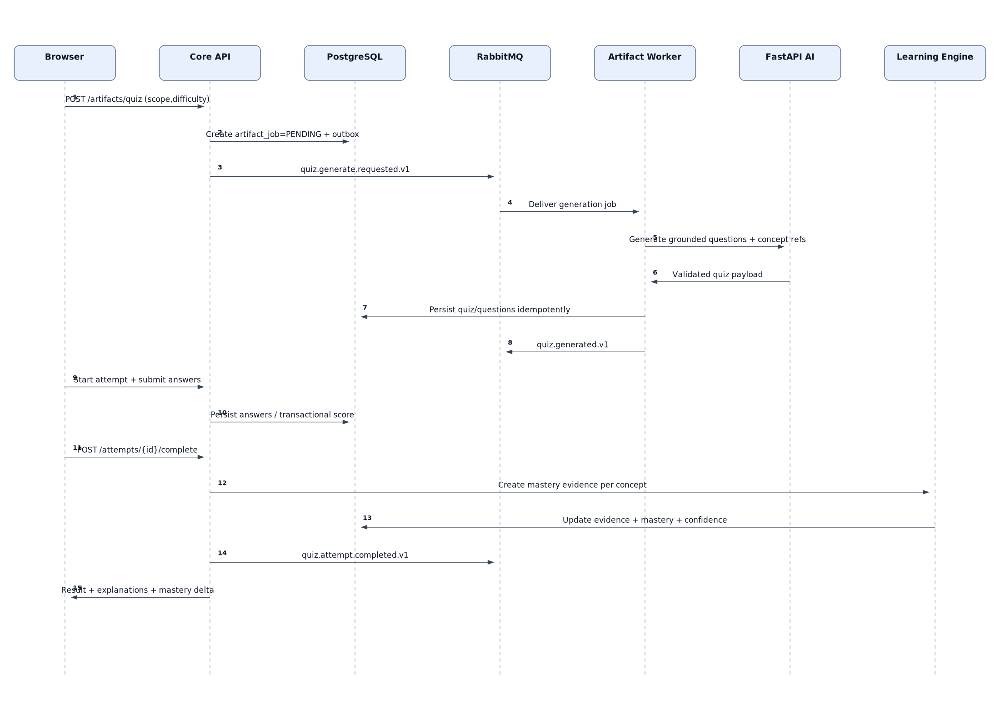 Browser
Core API
PostgreSQL
RabbitMQ
Artifact Worker
FastAPI AI
Learning Engine
1
POST /artifacts/quiz (scope,difficulty)
2
Create artifact_job=PENDING + outbox
3
quiz.generate.requested.v1
4
Deliver generation job
5
Generate grounded questions + concept refs
6
Validated quiz payload
7
Persist quiz/questions idempotently
8
quiz.generated.v1
9
Start attempt + submit answers
10
Persist answers / transactional score
11
POST /attempts/{id}/complete
12
Create mastery evidence per concept
13
Update evidence + mastery + confidence
14
quiz.attempt.completed.v1
15
Result + explanations + mastery delta